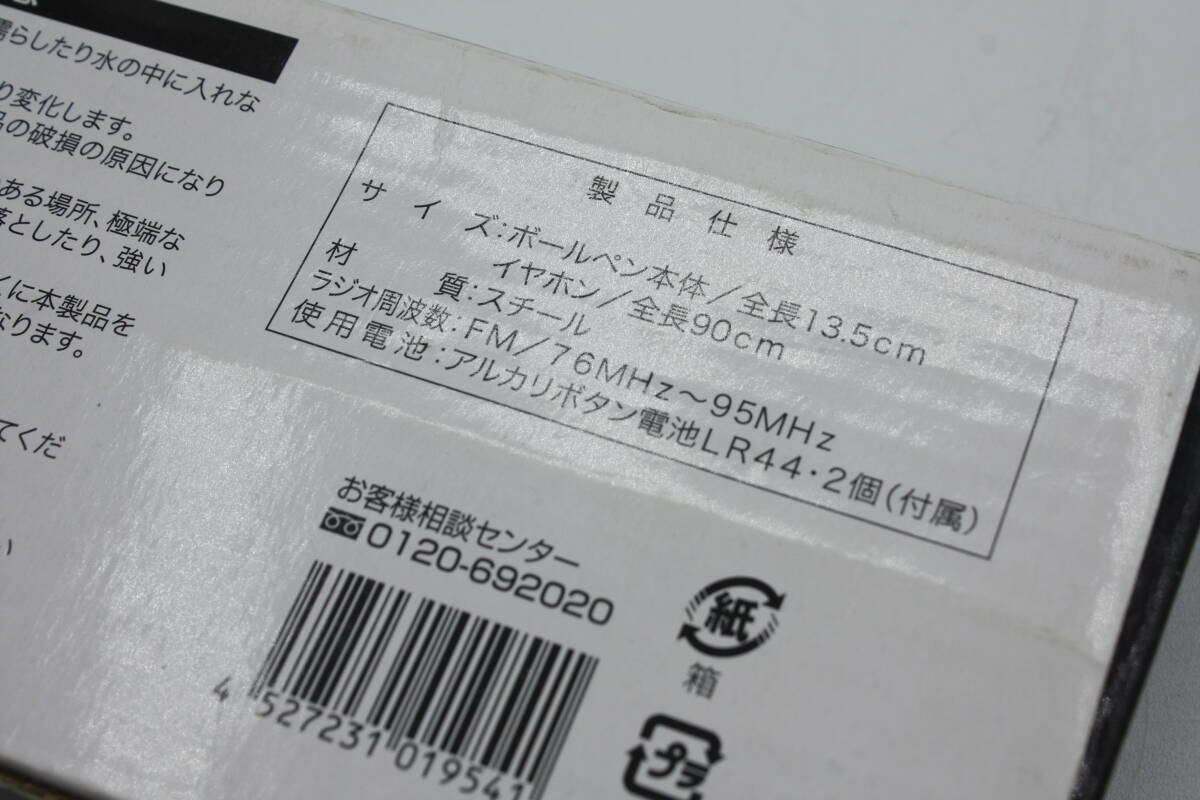 濡らしたり水の中に入れな
り変化します。
品の破損の原因になり
ある場所、極端な
落としたり、強い
くに本製品を
なります。
てくだ
い
製品仕様
サイズ：ボールペン本体／全長13.5cm
イヤホン／全長90cm
材質：スチール
ラジオ周波数：FM／76MHz～95MHz
使用電池：アルカリボタン電池LR44・2個(付属)
お客様相談センター
0120-692020
4 527231 019541
紙
箱
プラ